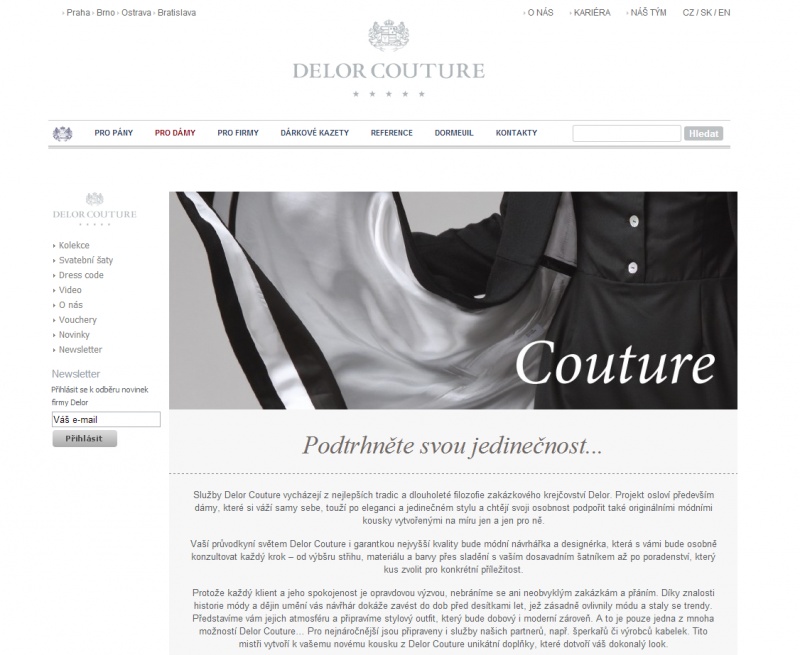 Praha Brno Ostrava Bratislava
O NÁS KARIÉRA NÁŠ TÝM CZ / SK / EN
DELOR COUTURE
PRO PÁNY PRO DÁMY PRO FIRMY DÁRKOVÉ KAZETY REFERENCE DORMEUIL KONTAKTY Hledat
DELOR COUTURE
Kolekce
Svatební šaty
Dress code
Video
O nás
Vouchery
Novinky
Newsletter
Newsletter
Přihlásit se k odběru novinek
firmy Delor
Váš e-mail
Přihlásit
Couture
Podtrhněte svou jedinečnost...
Služby Delor Couture vycházejí z nejlepších tradic a dlouholeté filozofie zakázkového krejčovství Delor. Projekt osloví především
dámy, které si váží samy sebe, touží po eleganci a jedinečném stylu a chtějí svoji osobnost podpořit také originálními módními
kousky vytvořenými na míru jen a jen pro ně.
Vaší průvodkyní světem Delor Couture i garantkou nejvyšší kvality bude módní návrhářka a designérka, která s vámi bude osobně
konzultovat každý krok – od výbšru střihu, materiálu a barvy přes sladění s vaším dosavadním šatníkem až po poradenství, který
kus zvolit pro konkrétní příležitost.
Protože každý klient a jeho spokojenost je opravdovou výzvou, nebráníme se ani neobvyklým zakázkám a přáním. Díky znalosti
historie módy a dějin umění vás návřhár dokáže zavést do dob před desítkami let, jež zásadně ovlivnily módu a staly se trendy.
Představíme vám jejich atmosféru a připravíme stylový outfit, který bude dobový i moderní zároveň. A to je pouze jedna z mnoha
možností Delor Couture... Pro nejnáročnější jsou připraveni i služby našich partnerů, např. šperkařů či výrobců kabelek. Tito
mistři vytvoří k vašemu novému kousku z Delor Couture unikátní doplňky, které dotvoří váš dokonalý look.